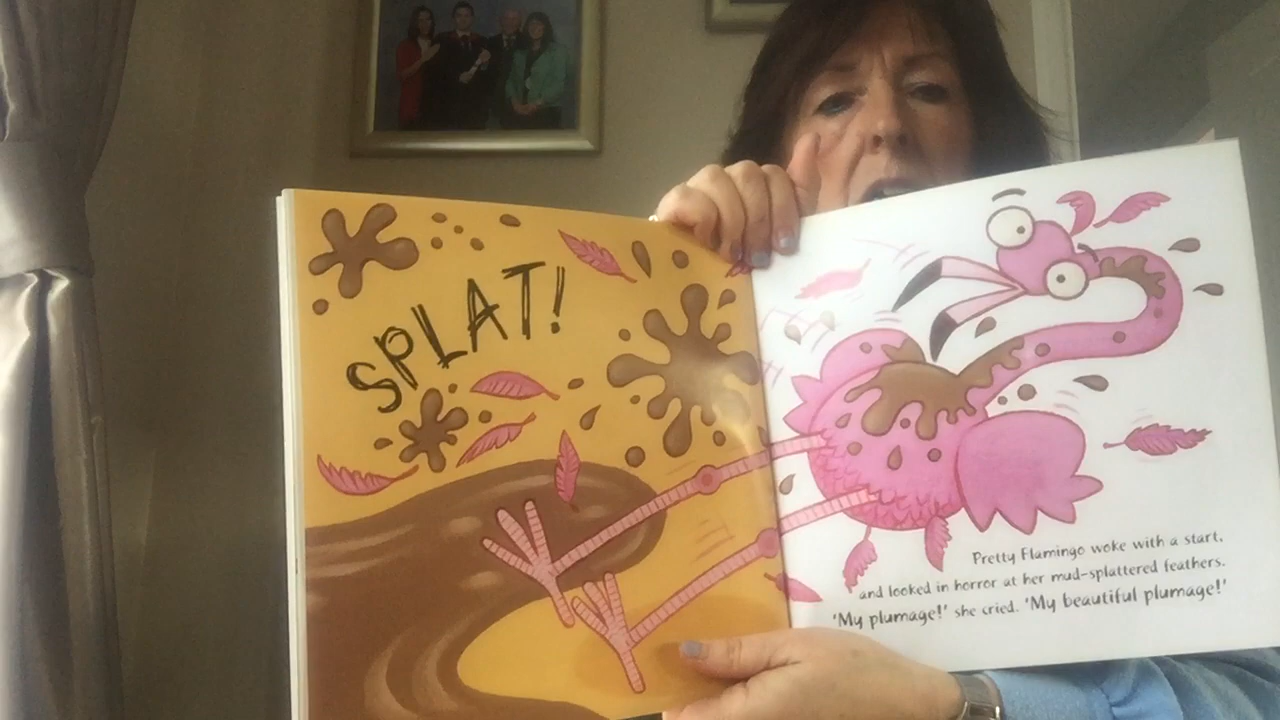 SPLAT!
Pretty Flamingo woke with a start,
and looked in horror at her mud-splattered feathers.
'My plumage!' she cried. 'My beautiful plumage!'